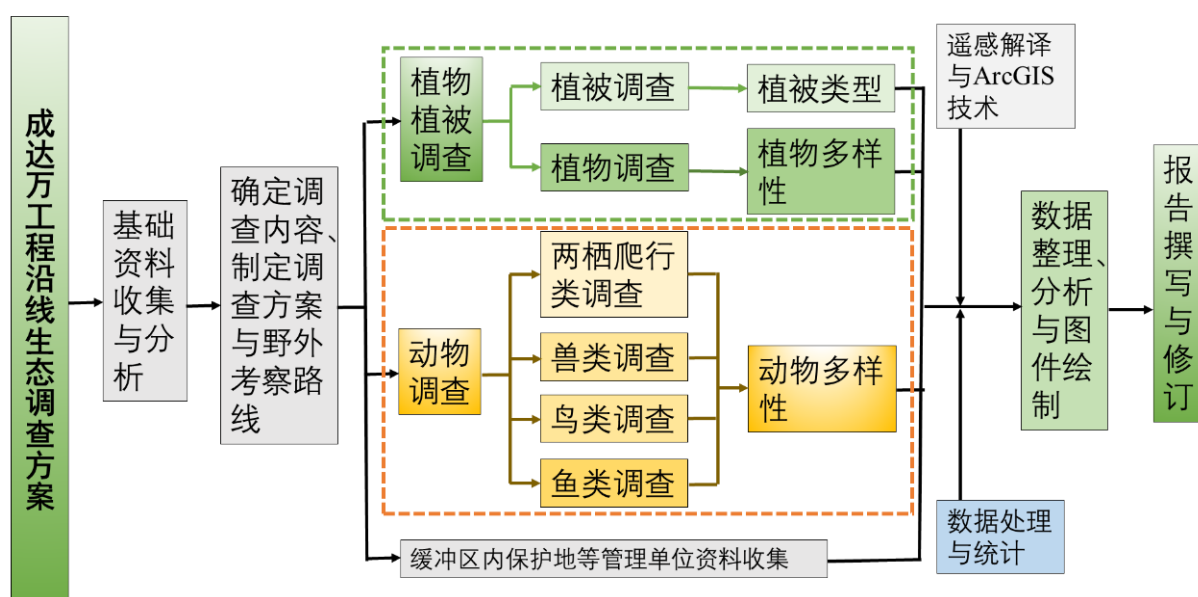 成达万工程沿线生态调查方案
基础
资料
收集
与分
析
确定调
查内容、
制定调
查方案
与野外
考察路
线
植物
植被
调查
植被调查
植被类型
植物调查
植物多样
性
动物
调查
两栖爬行
类调查
兽类调查
鸟类调查
鱼类调查
动物多样
性
缓冲区内保护地等管理单位资料收集
遥感解译
与ArcGIS
技术
数据处理
与统计
数据
整理、
分析
与图
件绘
制
报告撰写与修订